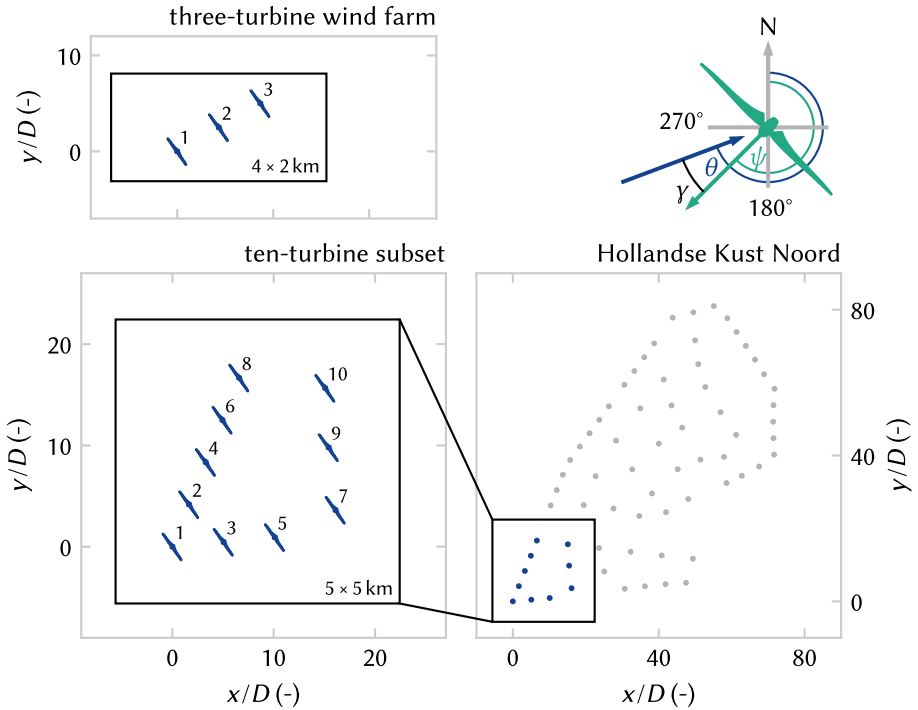 three-turbine wind farm
10
0
y/D (-)
1
2
3
4 × 2 km
N
270°
θ
ψ
γ
180°
ten-turbine subset
20
10
0
y/D (-)
8
10
6
9
4
2
7
1
3
5
5 × 5 km
0
10
20
x/D (-)
Hollandse Kust Noord
80
40
0
y/D (-)
0
40
80
x/D (-)